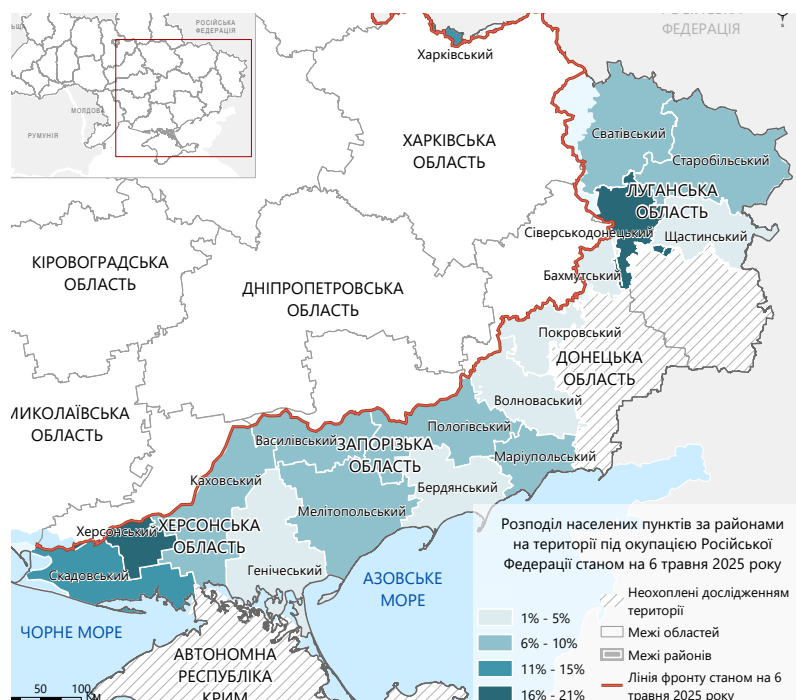 РОСІЙСЬКА
ФЕДЕРАЦІЯ
МОЛДОВА
РУМУНІЯ
ФЕДЕРАЦІЯ
Харківський
ХАРКІВСЬКА
ОБЛАСТЬ
Сватівський
Старобільський
ЛУГАНСЬКА
ОБЛАСТЬ
Сіверськодонецький
Щастинський
Бахмутський
КІРОВОГРАДСЬКА
ОБЛАСТЬ
ДНІПРОПЕТРОВСЬКА
ОБЛАСТЬ
Покровський
ДОНЕЦЬКА
ОБЛАСТЬ
Волноваський
МИКОЛАЇВСЬКА
ОБЛАСТЬ
Пологівський
Василівський
ЗАПОРІЗЬКА
ОБЛАСТЬ
Маріупольський
Каховський
Бердянський
Мелітопольський
Херсонський
ХЕРСОНСЬКА
ОБЛАСТЬ
Генічеський
Скадовський
АЗОВСЬКЕ
МОРЕ
ЧОРНЕ МОРЕ
АВТОНОМНА
РЕСПУБЛІКА
КРИМ
50 100
КМ
Розподіл населених пунктів за районами
на території під окупацією Російської
Федерації станом на 6 травня 2025 року
1% - 5%
6% - 10%
11% - 15%
16% - 21%
Неохоплені дослідженням
території
Межі областей
Межі районів
Лінія фронту станом на 6
травня 2025 року